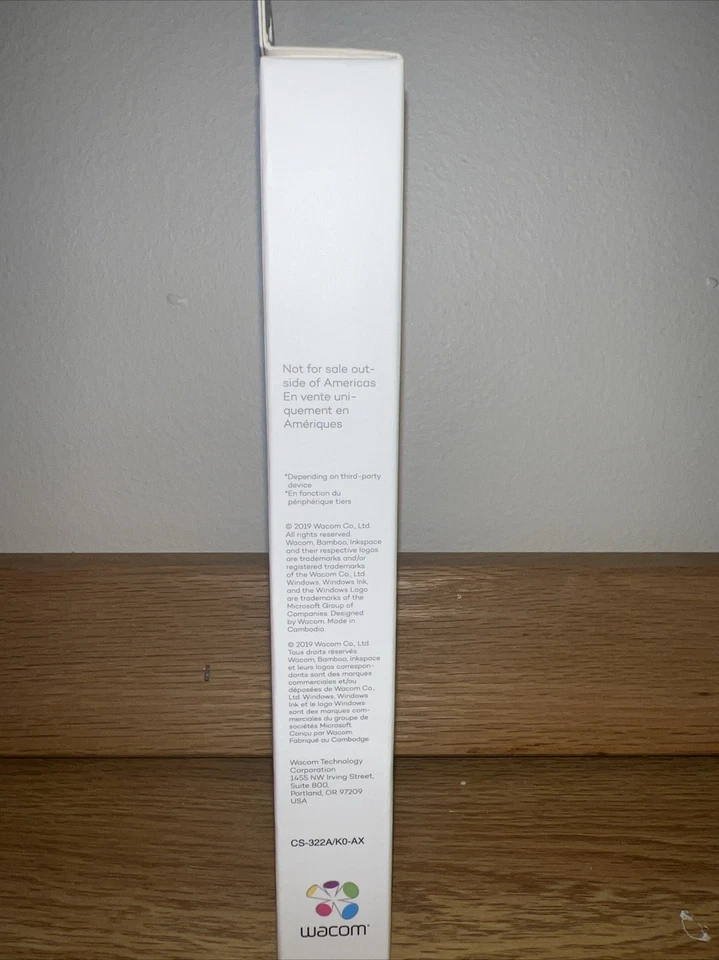 Not for sale out-
side of Americas
En vente uni-
quement en
Amériques
*Depending on third-party
device
*En fonction du
périphérique tiers
© 2019 Wacom Co., Ltd.
All rights reserved.
Wacom, Bamboo, Inkspace
and their respective logos
are trademarks and/or
registered trademarks
of the Wacom Co., Ltd.
Windows, Windows Ink,
and the Windows Logo
are trademarks of the
Microsoft Group of
Companies. Designed
by Wacom. Made in
Cambodia.
© 2019 Wacom Co., Ltd.
Tous droits réservés.
Wacom, Bamboo, Inkspace
et leurs logos correspon-
dants sont des marques
commerciales et/ou
déposées de Wacom Co.,
Ltd. Windows, Windows
Ink et le logo Windows
sont des marques com-
merciales du groupe de
sociétés Microsoft.
Conçu par Wacom.
Fabriqué au Cambodge
Wacom Technology
Corporation
1455 NW Irving Street,
Suite 800,
Portland, OR 97209
USA
CS-322A/K0-AX
wacom